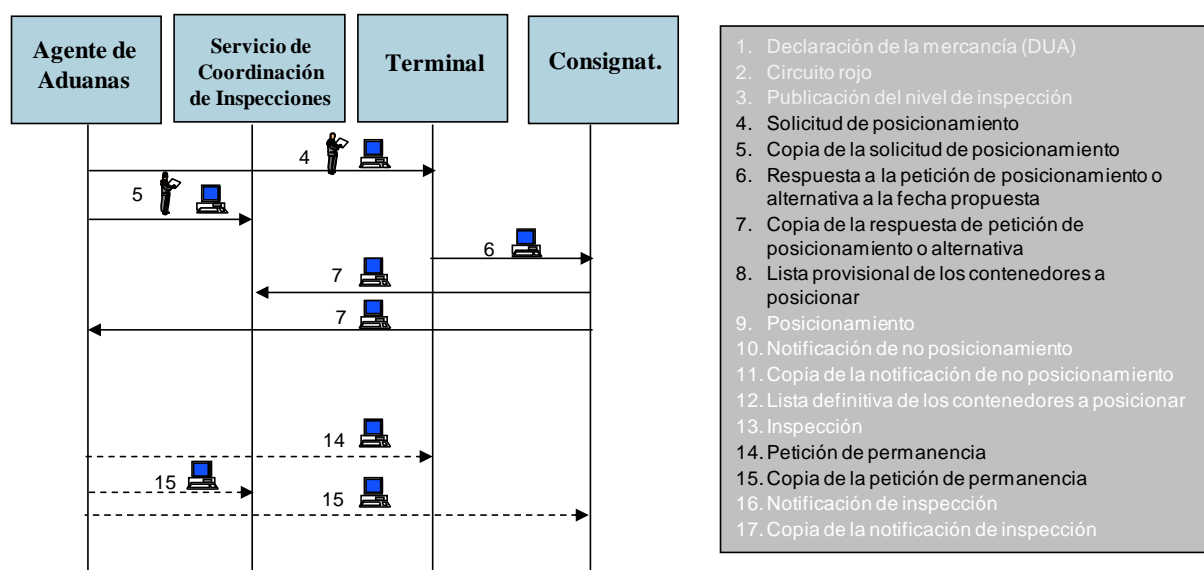 Agente de
Aduanas
Servicio de
Coordinación
de Inspecciones
Terminal
Consignat.
4
5
6
7
7
14
15
15
1. Declaración de la mercancía (DUA)
2. Circuito rojo
3. Publicación del nivel de inspección
4. Solicitud de posicionamiento
5. Copia de la solicitud de posicionamiento
6. Respuesta a la petición de posicionamiento o
alternativa a la fecha propuesta
7. Copia de la respuesta de petición de
posicionamiento o alternativa
8. Lista provisional de los contenedores a
posicionar
9. Posicionamiento
10. Notificación de no posicionamiento
11. Copia de la notificación de no posicionamiento
12. Lista definitiva de los contenedores a posicionar
13. Inspección
14. Petición de permanencia
15. Copia de la petición de permanencia
16. Notificación de inspección
17. Copia de la notificación de inspección